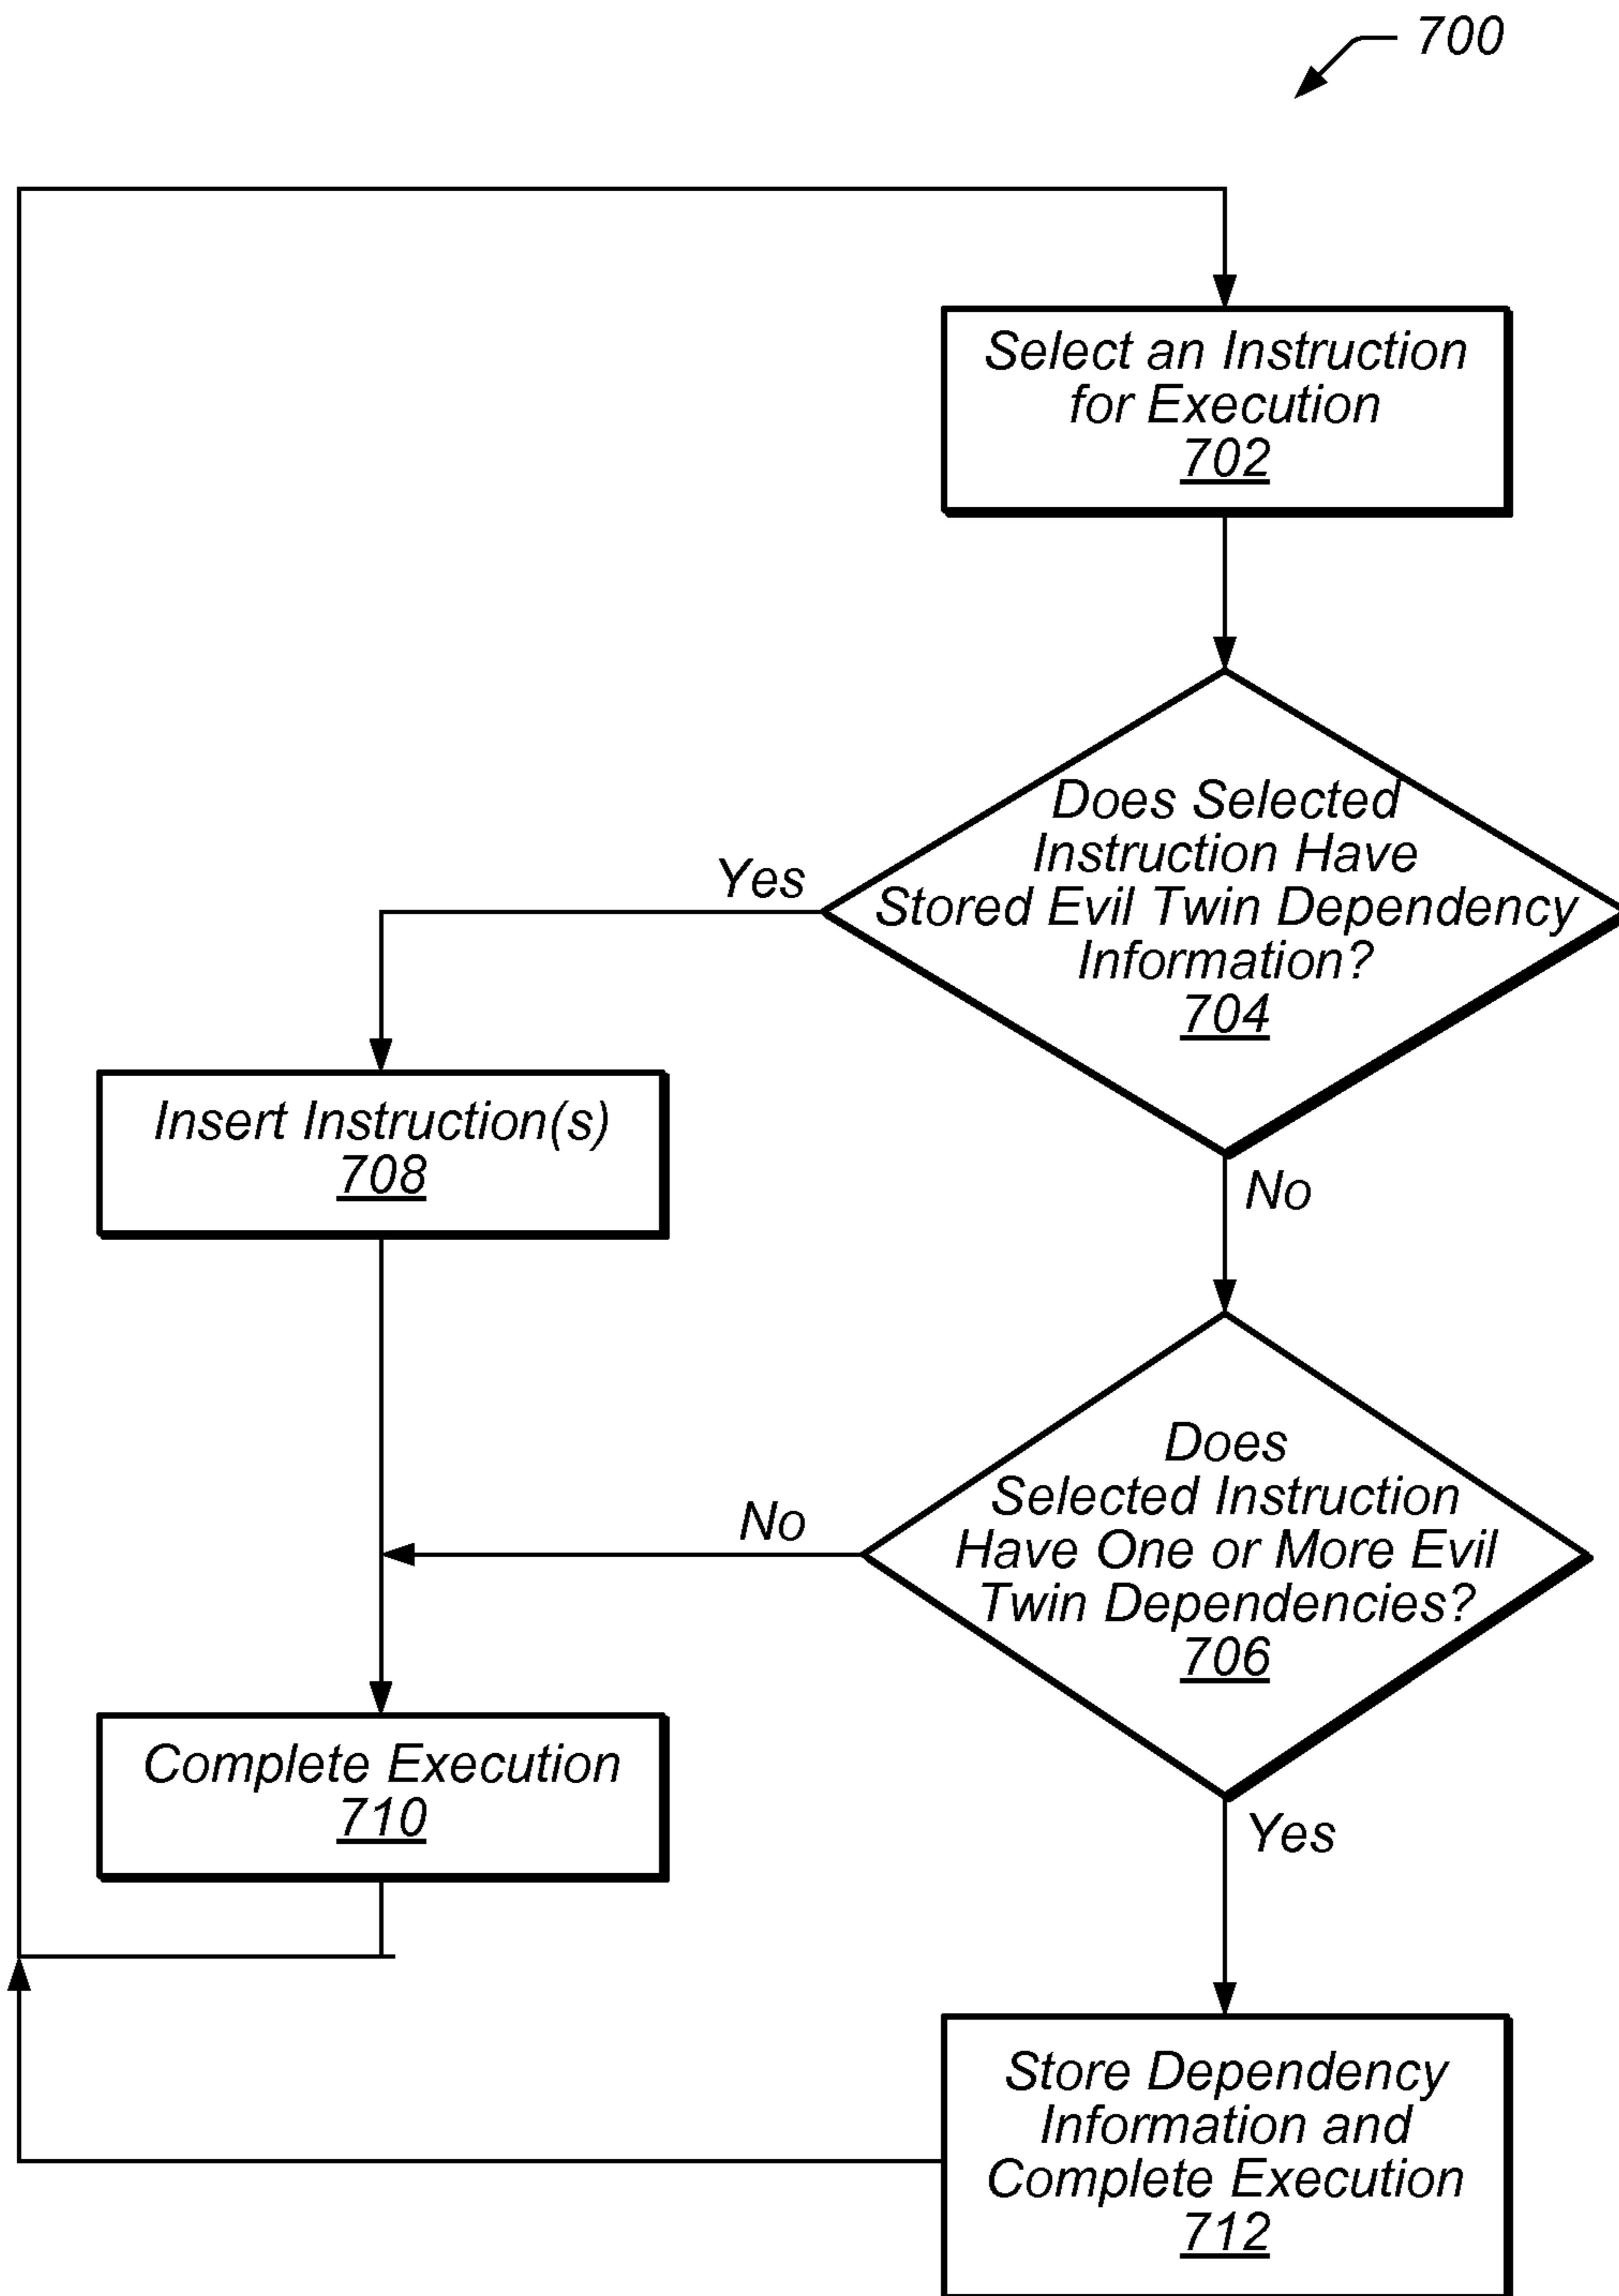 700
Select an Instruction
for Execution
702
Does Selected
Instruction Have
Stored Evil Twin Dependency
Information?
704
Yes
No
Insert Instruction(s)
708
Does
Selected Instruction
Have One or More Evil
Twin Dependencies?
706
No
Yes
Complete Execution
710
Store Dependency
Information and
Complete Execution
712